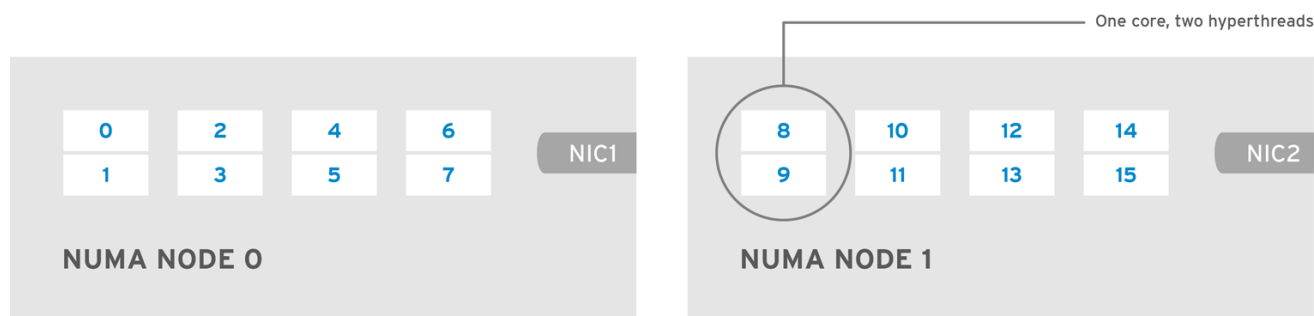 One core, two hyperthreads
0 2 4 6
1 3 5 7
NIC1
NUMA NODE 0
8 10 12 14
9 11 13 15
NIC2
NUMA NODE 1